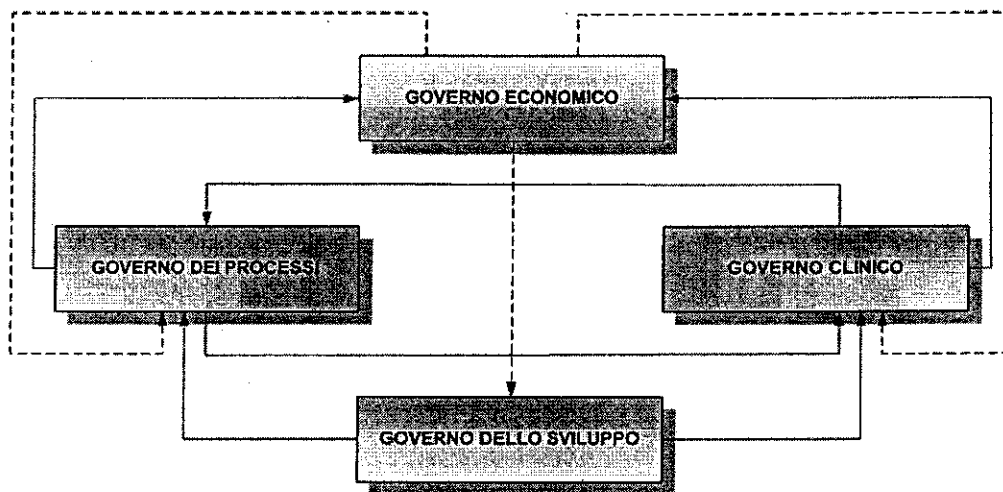 GOVERNO ECONOMICO
GOVERNO DEI PROCESSI
GOVERNO CLINICO
GOVERNO DELLO SVILUPPO